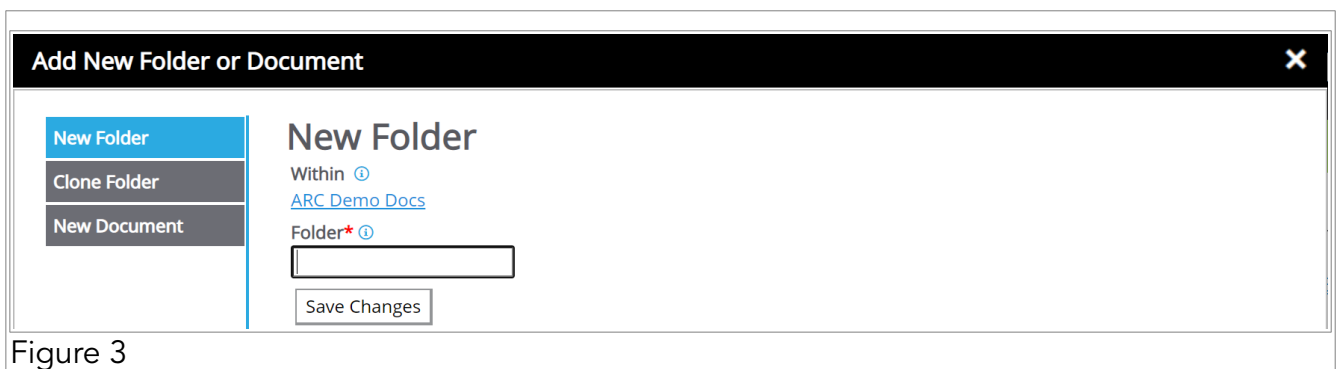 Add New Folder or Document
New Folder
Clone Folder
New Document
New Folder
Within
ARC Demo Docs
Folder*
Save Changes
Figure 3